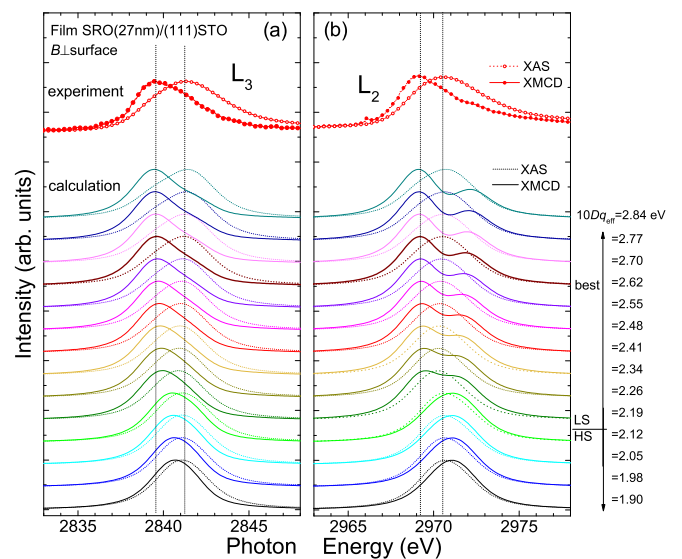 Film SRO(27nm)/(111)STO (a)
B⊥surface
L3
experiment
calculation
Intensity (arb. units)
2835 2840 2845
(b)
L2
XAS
XMCD
XAS
XMCD
2965 2970 2975
Photon Energy (eV)
10Dqeff=2.84 eV
=2.77
=2.70
best =2.62
=2.55
=2.48
=2.41
=2.34
=2.26
=2.19
LS
HS =2.12
=2.05
=1.98
=1.90